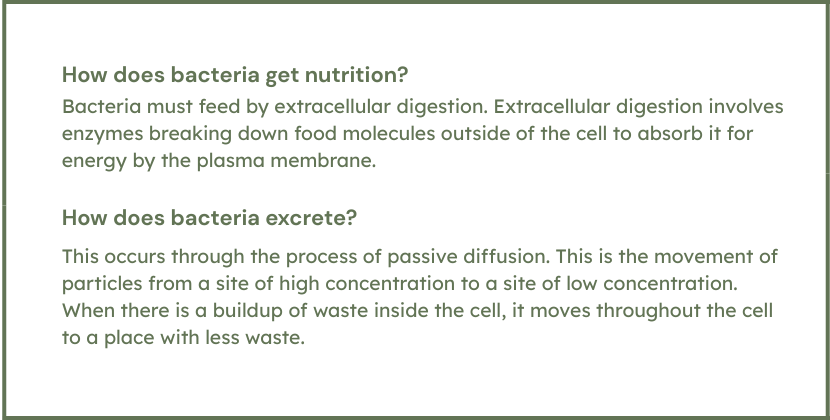 How does bacteria get nutrition?
Bacteria must feed by extracellular digestion. Extracellular digestion involves
enzymes breaking down food molecules outside of the cell to absorb it for
energy by the plasma membrane.
How does bacteria excrete?
This occurs through the process of passive diffusion. This is the movement of
particles from a site of high concentration to a site of low concentration.
When there is a buildup of waste inside the cell, it moves throughout the cell
to a place with less waste.